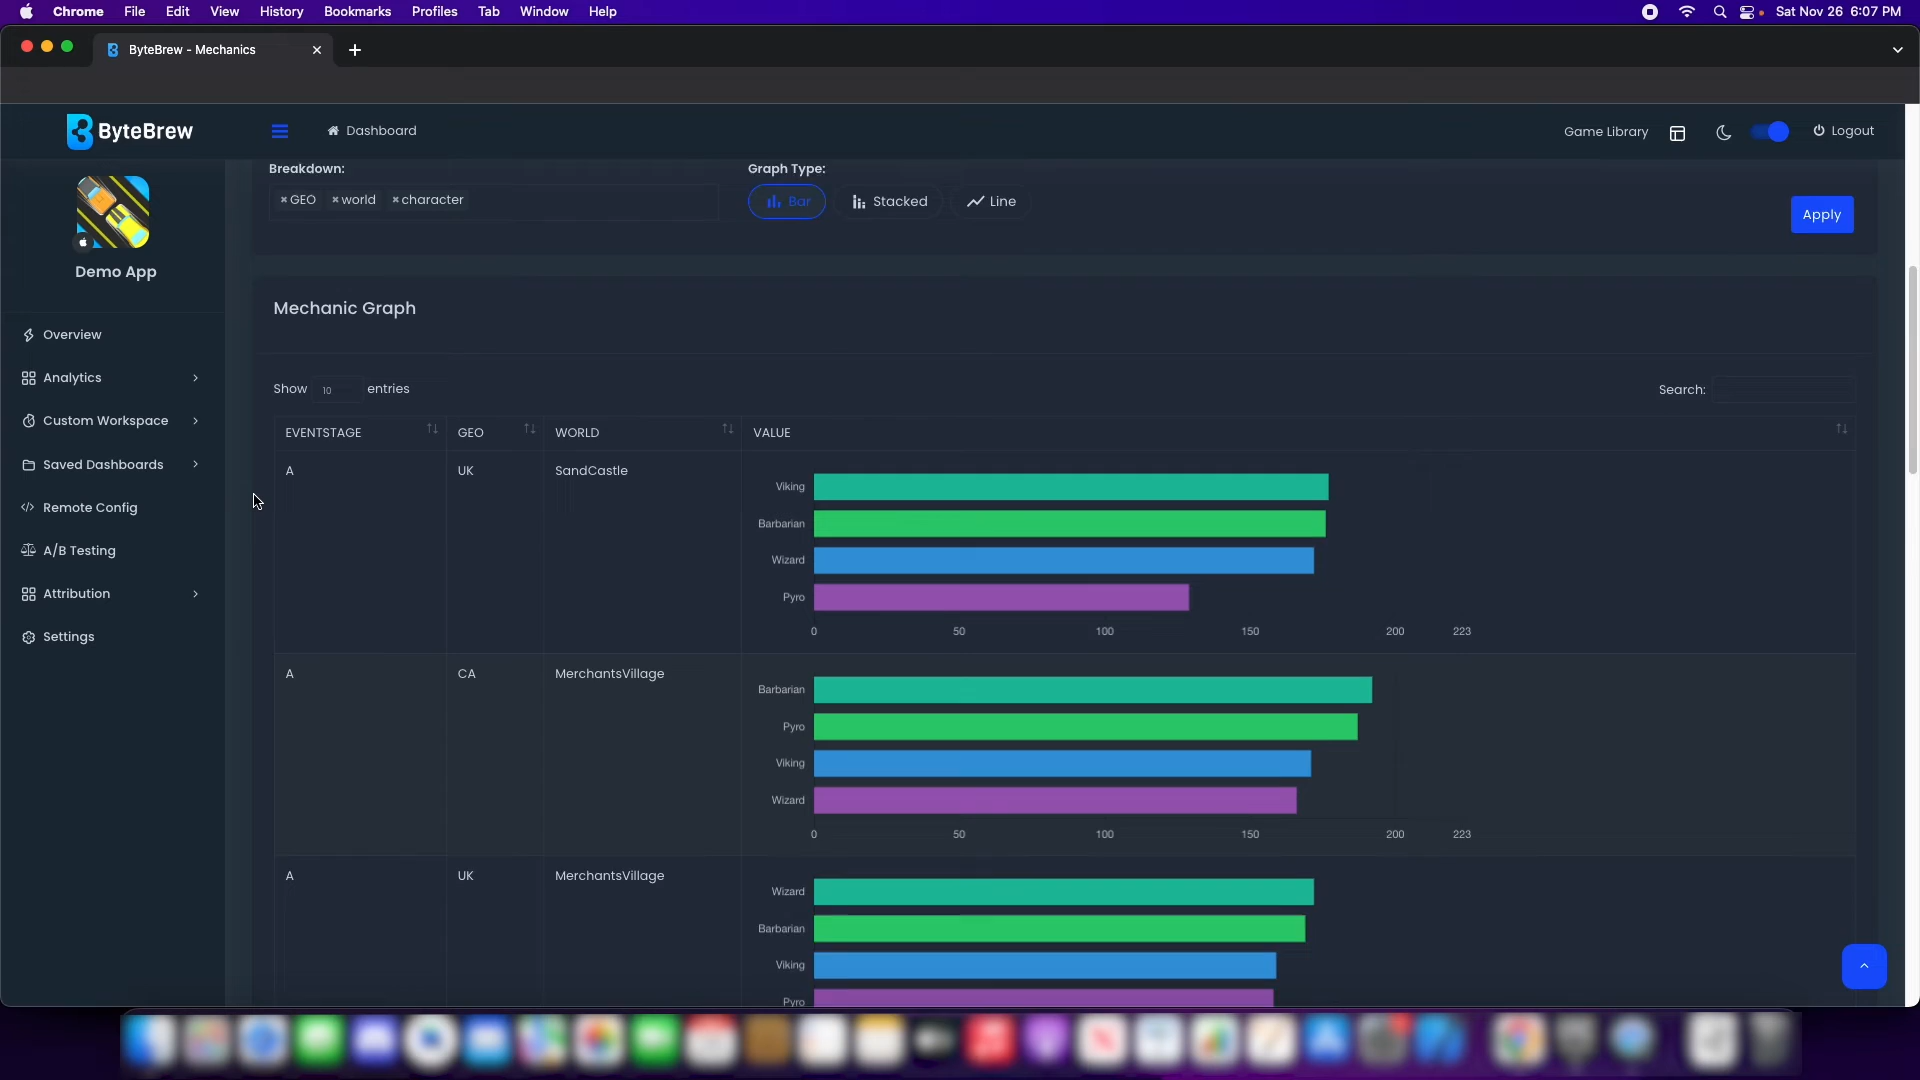 Chrome File Edit View History Bookmarks Profiles Tab Window Help Sat Nov 26 6:07 PM
ByteBrew - Mechanics
ByteBrew Dashboard Game Library Logout
Breakdown: Graph Type:
× GEO × world × character Bar Stacked Line Apply
Demo App
Overview
Analytics
Custom Workspace
Saved Dashboards
Remote Config
A/B Testing
Attribution
Settings
Mechanic Graph
Show 10 entries Search:
EVENTSTAGE GEO WORLD VALUE
A UK SandCastle
Viking
Barbarian
Wizard
Pyro
0 50 100 150 200 223
A CA MerchantsVillage
Barbarian
Pyro
Viking
Wizard
0 50 100 150 200 223
A UK MerchantsVillage
Wizard
Barbarian
Viking
Pyro